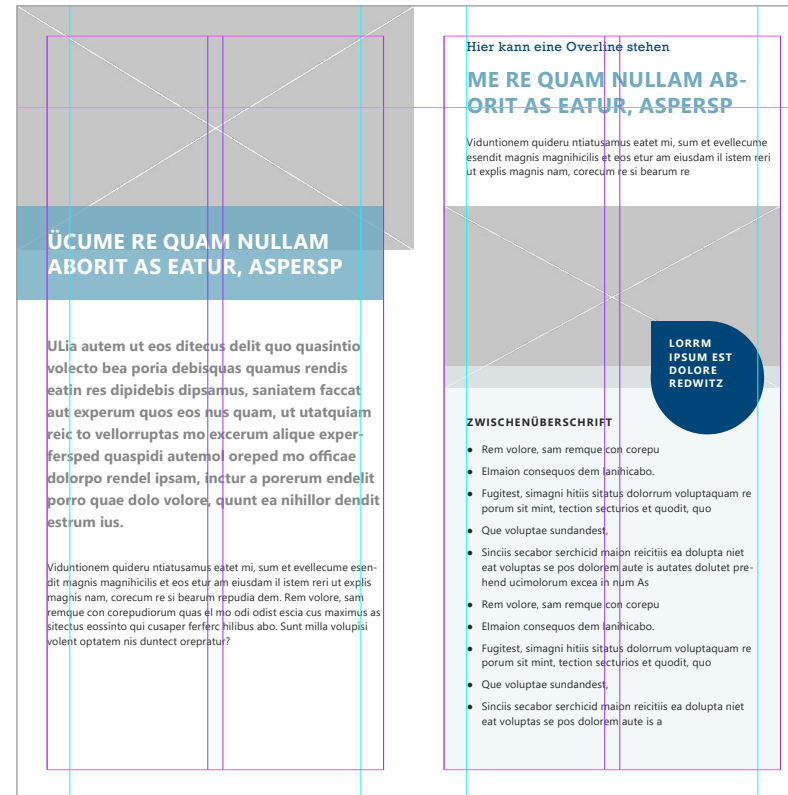 ÜCUME RE QUAM NULLAM
ABORIT AS EATUR, ASPERSP
ULia autem ut eos ditecus delit quo quasintio
volecto bea poria debisquas quamus rendis
eatin res dipidebis dipsamus, saniatem faccat
aut experum quos eos nus quam, ut utatquiam
reic to vellorruptas mo excerum alique exper-
fersped quaspidi autemol oreped mo officae
dolorpo rendel ipsam, inctur a porerum endelit
porro quae dolo volore, quunt ea nihillor dendit
estrum ius.
Viduntionem quideru ntiatusamus eatet mi, sum et evellecume esen-
dit magnis magnihicilis et eos etur am eiusdam il istem reri ut explis
magnis nam, corecum re si bearum repudia dem. Rem volore, sam
remque con corepudiorum quas el mo odi odist escia cus maximus as
sitectus eossinto qui cusaper ferferc hilibus abo. Sunt milla volupisi
volent optatem nis duntect orepratur?
Hier kann eine Overline stehen
ME RE QUAM NULLAM AB-
ORIT AS EATUR, ASPERSP
Viduntionem quideru ntiatusamus eatet mi, sum et evellecume
esendit magnis magnihicilis et eos etur am eiusdam il istem reri
ut explis magnis nam, corecum re si bearum re
LORRM
IPSUM EST
DOLORE
REDWITZ
ZWISCHENÜBERSCHRIFT
● Rem volore, sam remque con corepu
● Elmaion consequos dem lanihicabo.
● Fugitest, simagni hitiis sitatus dolorrum voluptaquam re
porum sit mint, tection secturios et quodit, quo
● Que voluptae sundandest,
● Sinciis secabor serchicid maion reicitiis ea dolupta niet
eat voluptas se pos dolorem aute is autates dolutet pre-
hend ucimolorum excea in num As
● Rem volore, sam remque con corepu
● Elmaion consequos dem lanihicabo.
● Fugitest, simagni hitiis sitatus dolorrum voluptaquam re
porum sit mint, tection secturios et quodit, quo
● Que voluptae sundandest,
● Sinciis secabor serchicid maion reicitiis ea dolupta niet
eat voluptas se pos dolorem aute is a